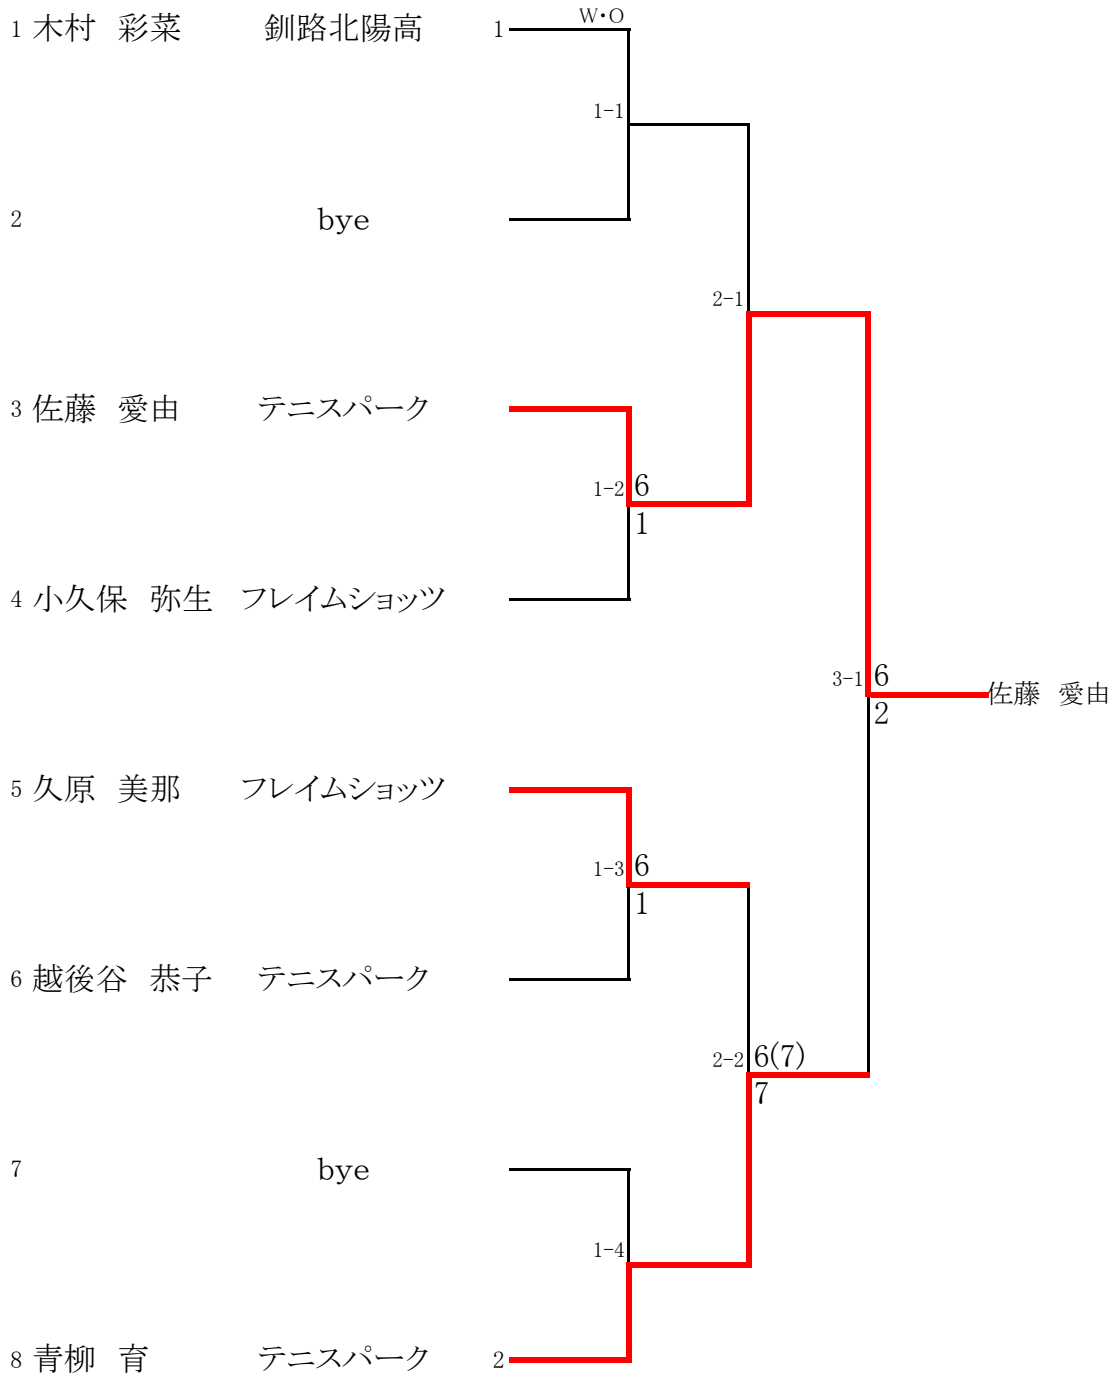 W・O
1 木村　彩菜　釧路北陽高　1
1-1
2　bye
2-1
3 佐藤　愛由　テニスパーク
1-2 6
1
4 小久保　弥生　フレイムショッツ
3-1 6
佐藤　愛由
2
5 久原　美那　フレイムショッツ
1-3 6
1
6 越後谷　恭子　テニスパーク
2-2 6(7)
7
7　bye
1-4
8 青柳　育　テニスパーク　2